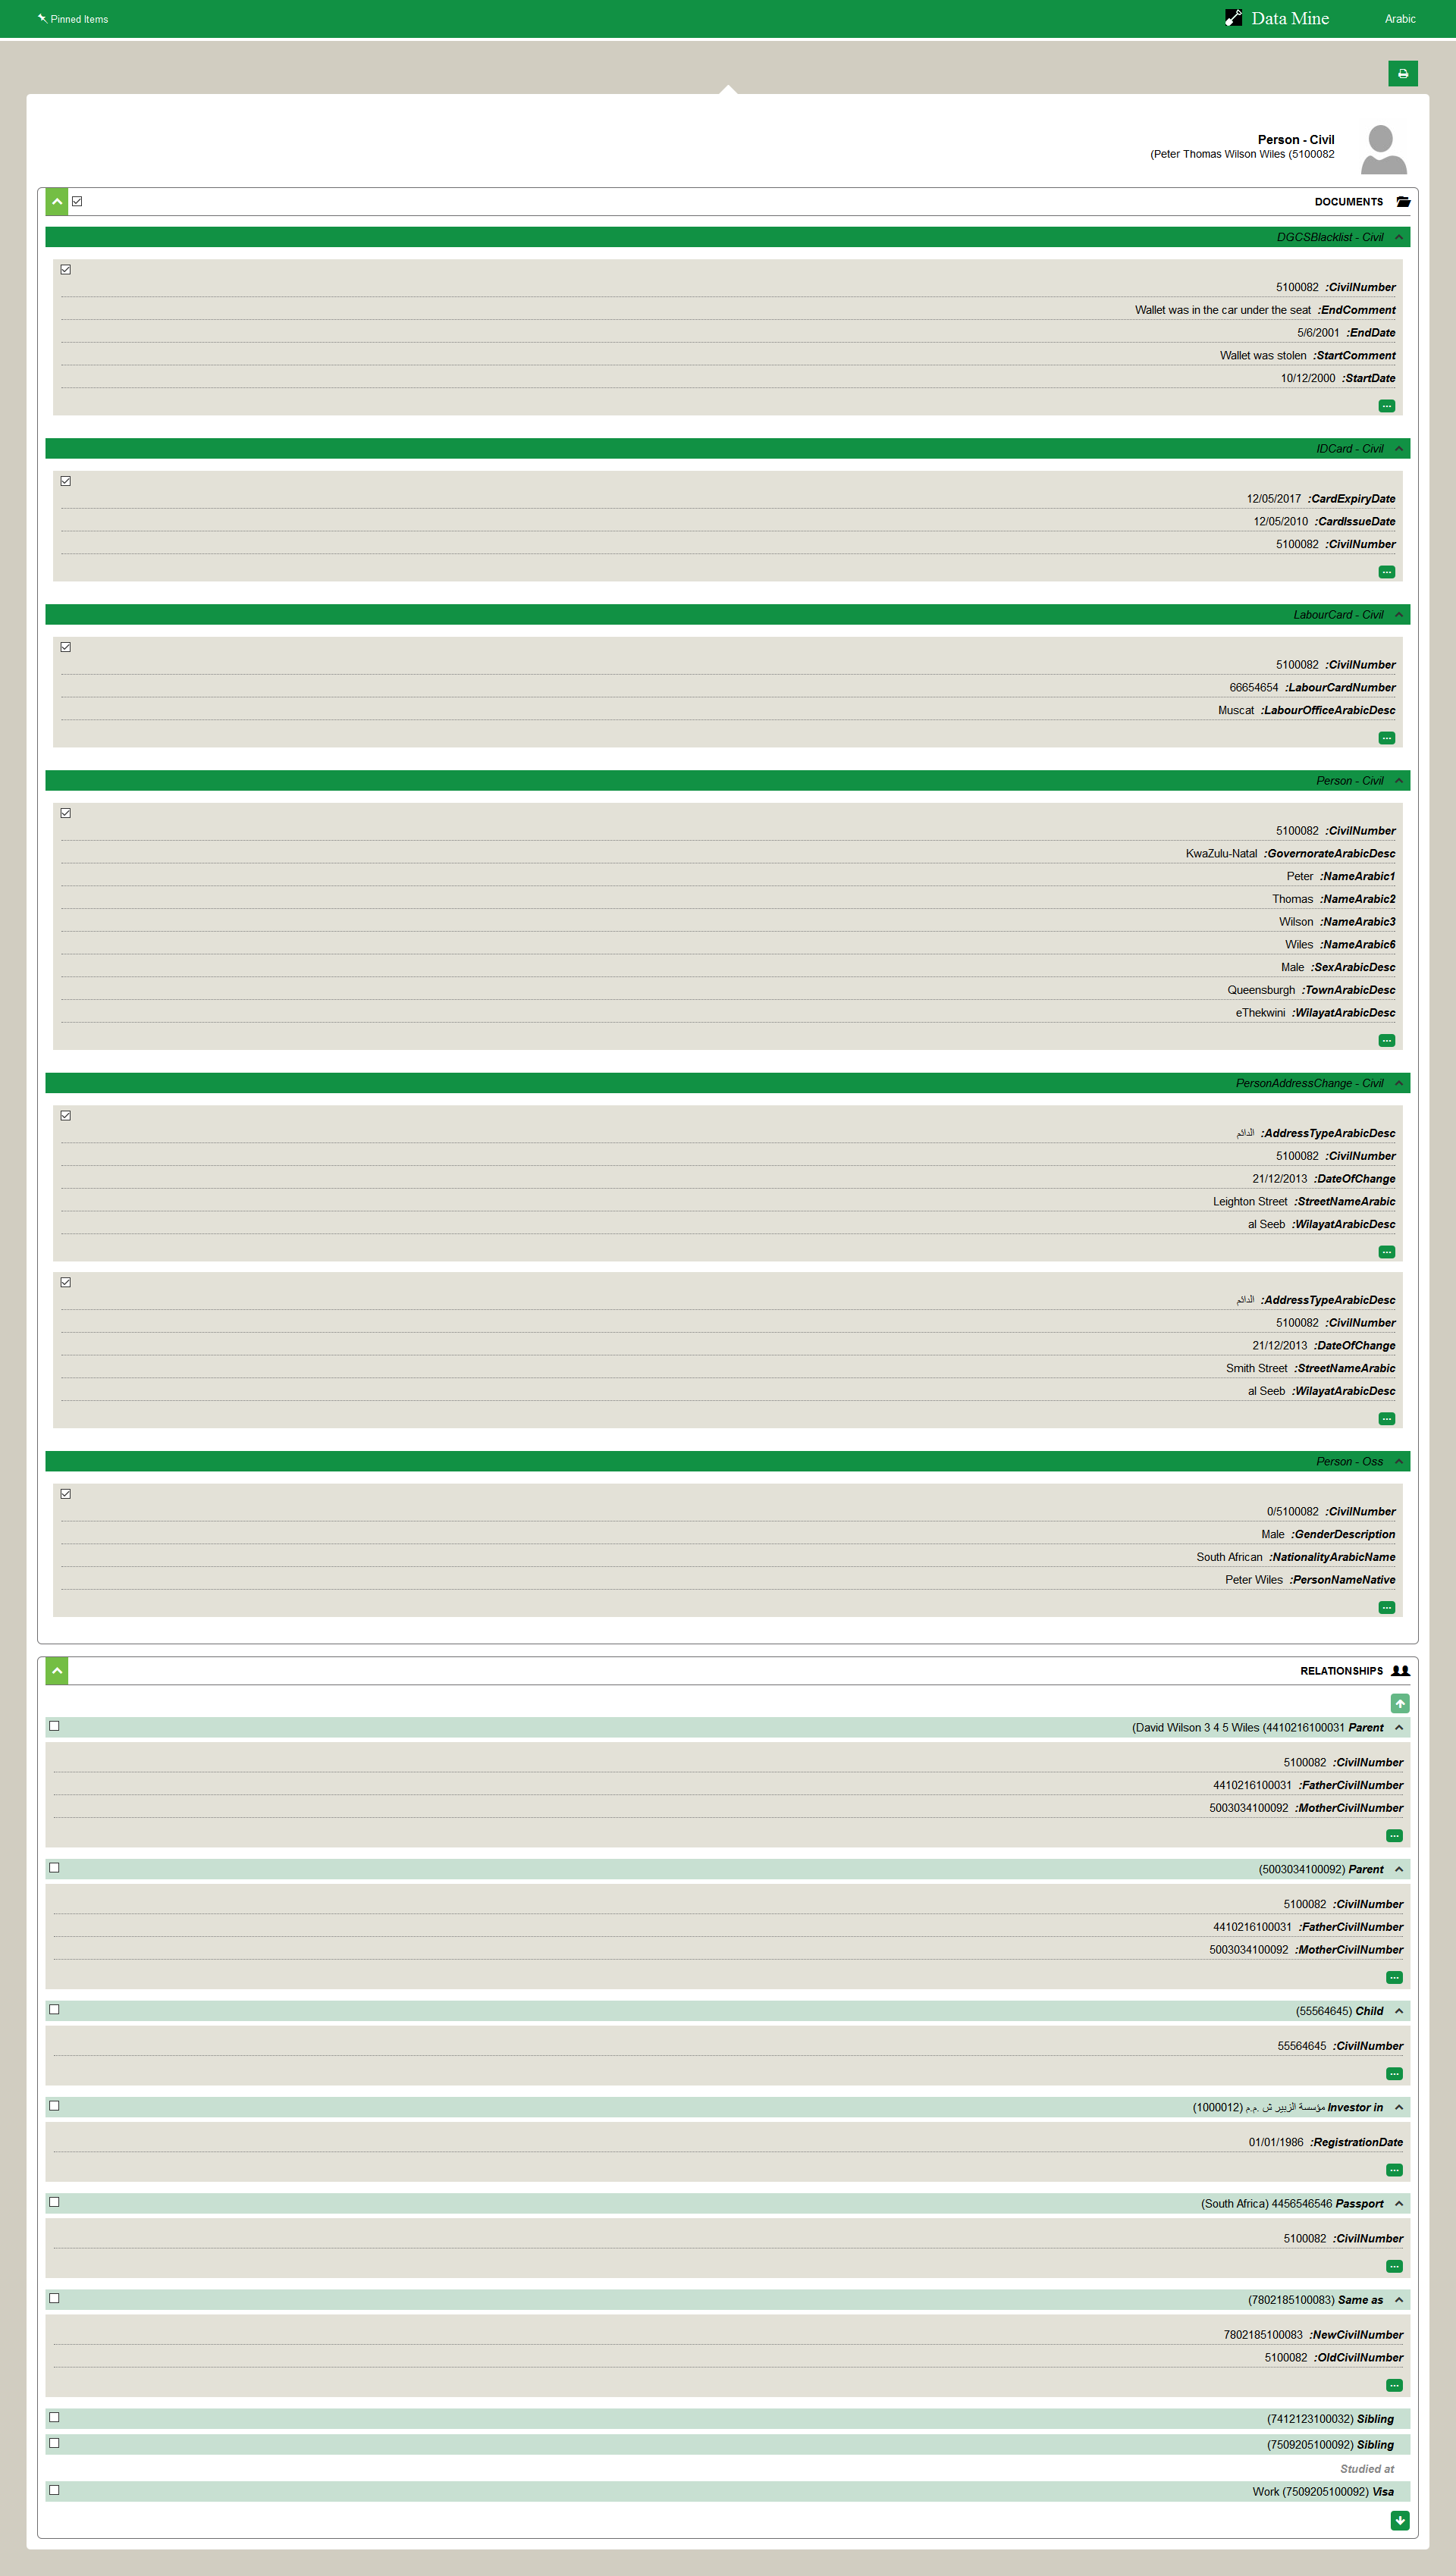 Pinned Items
Data Mine
Arabic
Person - Civil
(Peter Thomas Wilson Wiles (5100082
DOCUMENTS
DGCSBlacklist - Civil
5100082 :CivilNumber
Wallet was in the car under the seat :EndComment
5/6/2001 :EndDate
Wallet was stolen :StartComment
10/12/2000 :StartDate
IDCard - Civil
12/05/2017 :CardExpiryDate
12/05/2010 :CardIssueDate
5100082 :CivilNumber
LabourCard - Civil
5100082 :CivilNumber
66654654 :LabourCardNumber
Muscat :LabourOfficeArabicDesc
Person - Civil
5100082 :CivilNumber
KwaZulu-Natal :GovernorateArabicDesc
Peter :NameArabic1
Thomas :NameArabic2
Wilson :NameArabic3
Wiles :NameArabic6
Male :SexArabicDesc
Queensburgh :TownArabicDesc
eThekwini :WilayatArabicDesc
PersonAddressChange - Civil
الدائم :AddressTypeArabicDesc
5100082 :CivilNumber
21/12/2013 :DateOfChange
Leighton Street :StreetNameArabic
al Seeb :WilayatArabicDesc
الدائم :AddressTypeArabicDesc
5100082 :CivilNumber
21/12/2013 :DateOfChange
Smith Street :StreetNameArabic
al Seeb :WilayatArabicDesc
Person - Oss
0/5100082 :CivilNumber
Male :GenderDescription
South African :NationalityArabicName
Peter Wiles :PersonNameNative
RELATIONSHIPS
(David Wilson 3 4 5 Wiles (4410216100031 Parent
5100082 :CivilNumber
4410216100031 :FatherCivilNumber
5003034100092 :MotherCivilNumber
(5003034100092) Parent
5100082 :CivilNumber
4410216100031 :FatherCivilNumber
5003034100092 :MotherCivilNumber
(55564645) Child
55564645 :CivilNumber
(1000012) مؤسسة الزبير ش .م.م Investor in
01/01/1986 :RegistrationDate
(South Africa) 4456546546 Passport
5100082 :CivilNumber
(7802185100083) Same as
7802185100083 :NewCivilNumber
5100082 :OldCivilNumber
(7412123100032) Sibling
(7509205100092) Sibling
Studied at
Work (7509205100092) Visa